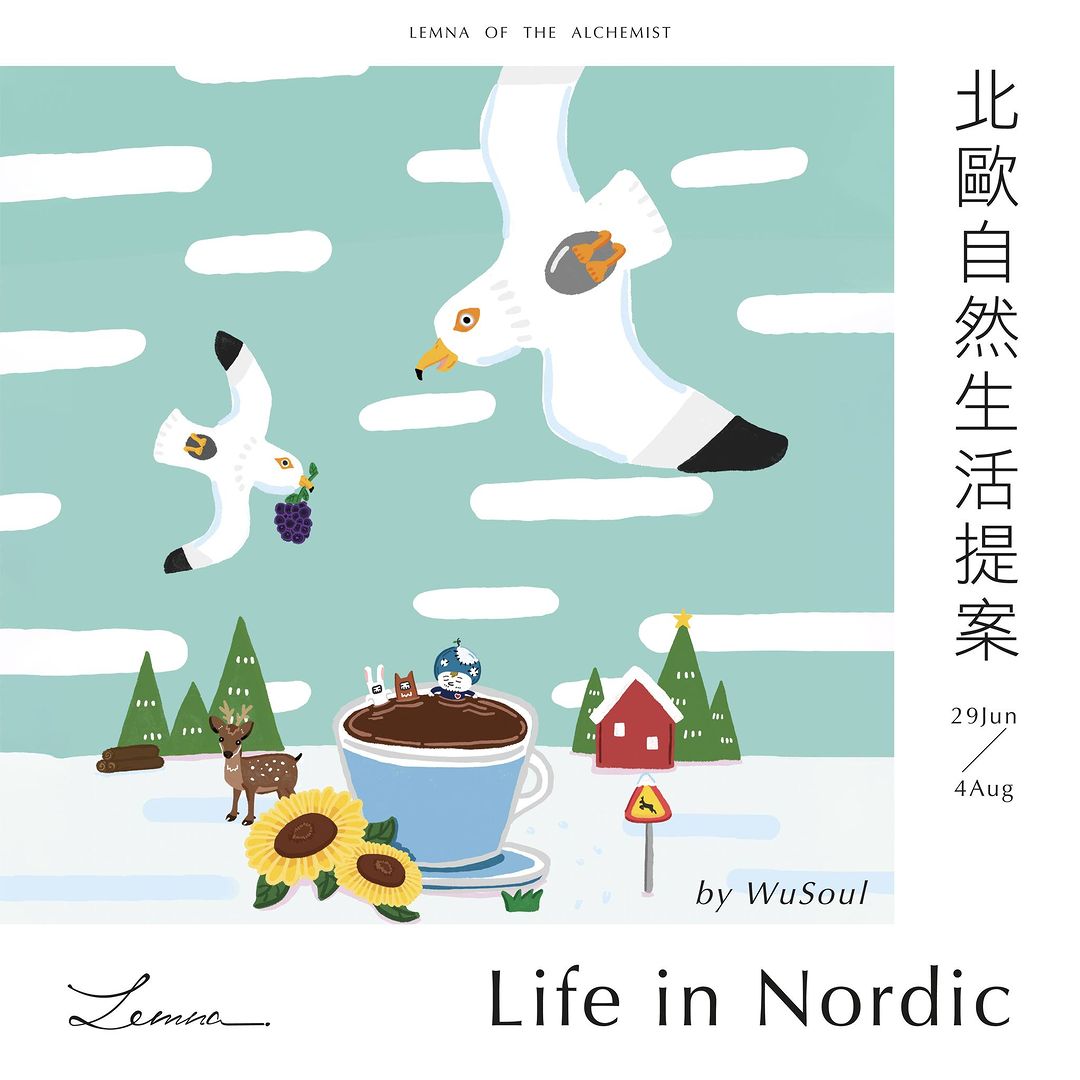 LEMNA OF THE ALCHEMIST
北歐自然生活提案
29Jun
4Aug
by WuSoul
Lemna.
Life in Nordic